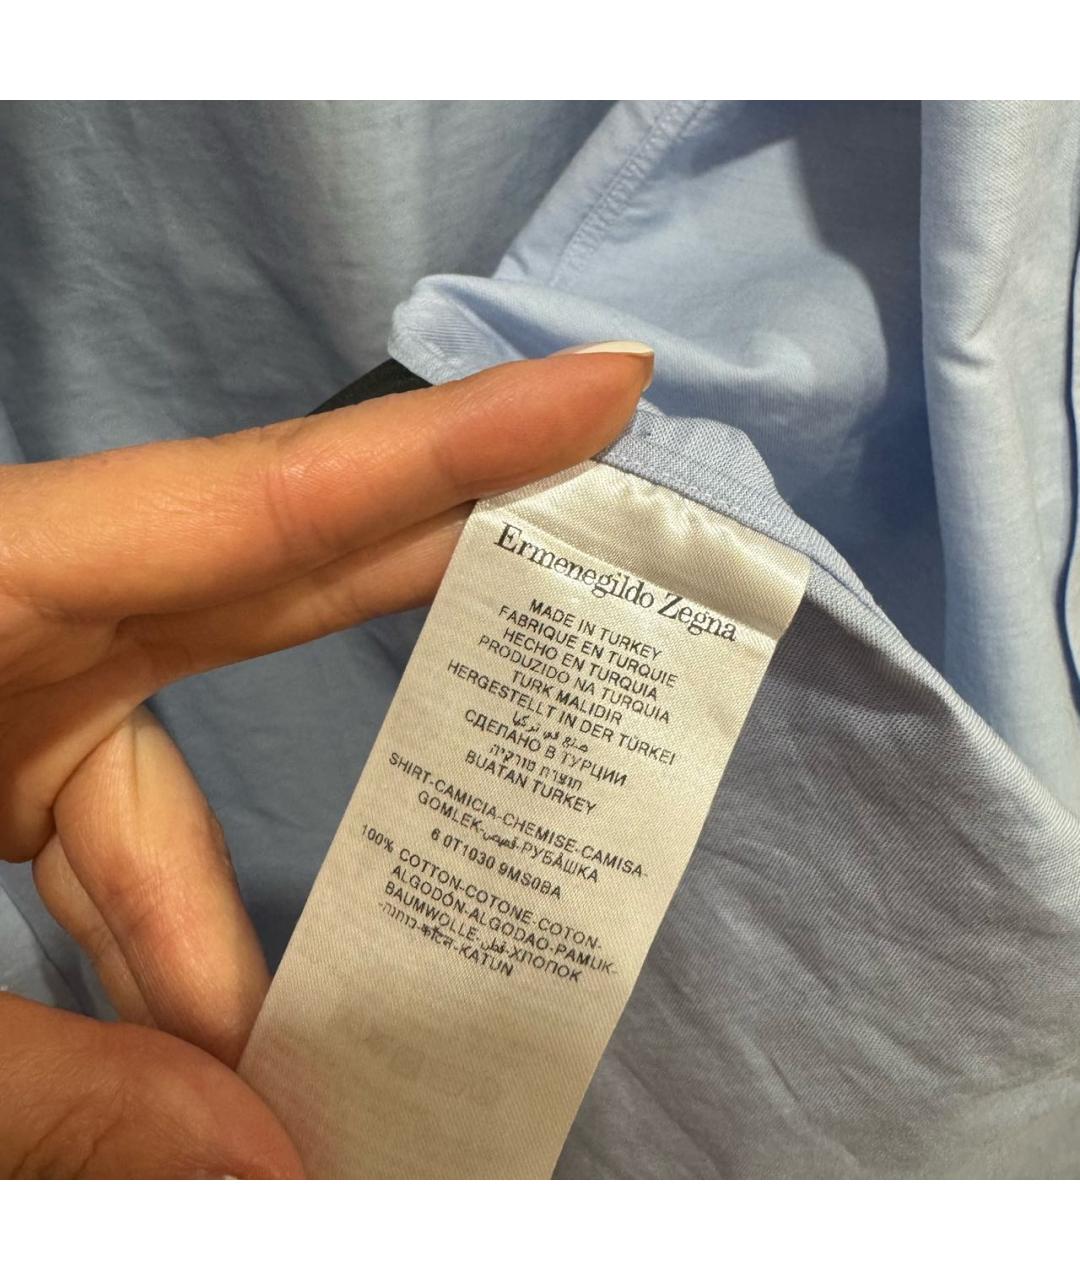 Ermenegildo Zegna
MADE IN TURKEY
FABRIQUE EN TURQUIE
HECHO EN TURQUIA
PRODUZIDO NA TURQUIA
TURK MALIDIR
HERGESTELLT IN DER TÜRKEI
صنع في تركيا
СДЕЛАНО В ТУРЦИИ
תוצרת טורקיה
BUATAN TURKEY
SHIRT-CAMICIA-CHEMISE-CAMISA-
GOMLEK-قميص-РУБАШКА
6 0T1030 9MS0BA
100% COTTON-COTONE-COTON-
ALGODÓN-ALGODAO-PAMUK-
BAUMWOLLE-قطن-ХЛОПОК
-כותנה-कॉटन-KATUN